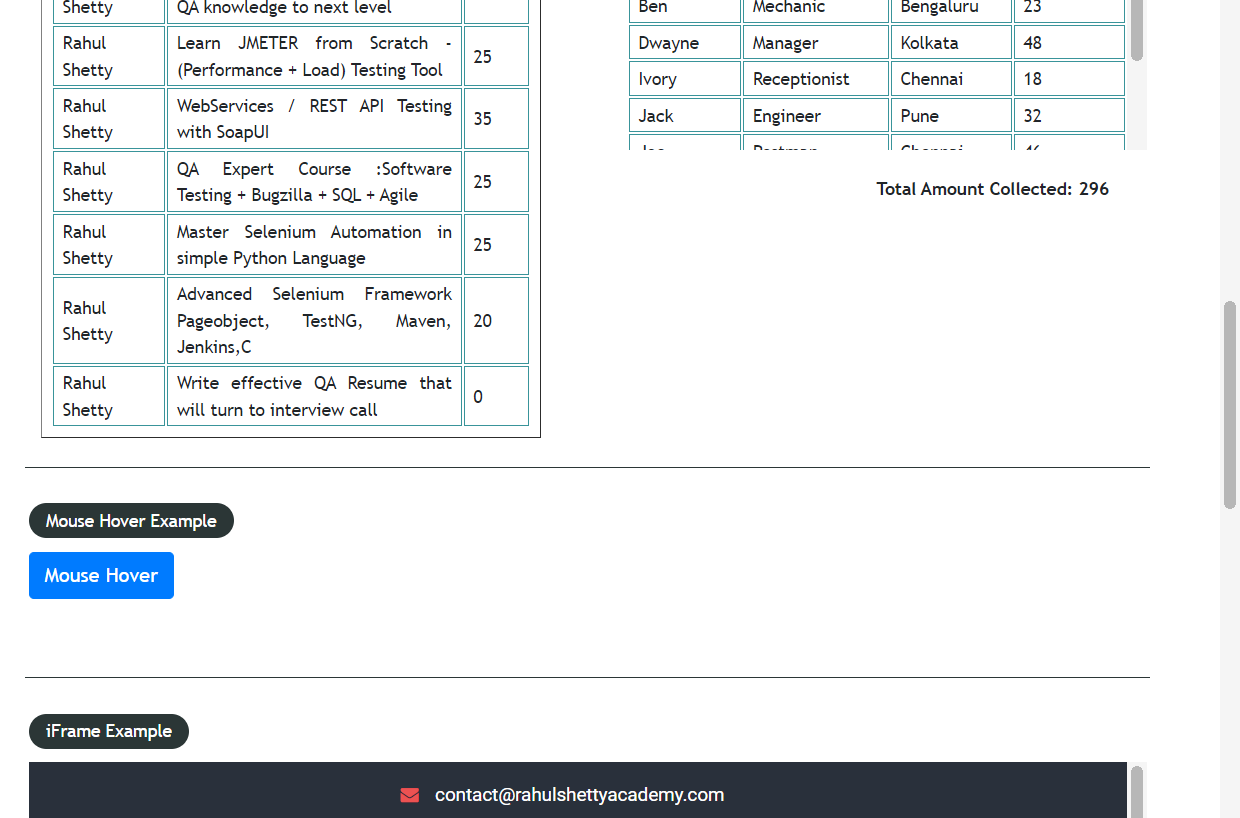 Shetty
QA knowledge to next level
Rahul
Shetty
Learn JMETER from Scratch -
(Performance + Load) Testing Tool
25
Rahul
Shetty
WebServices / REST API Testing
with SoapUI
35
Rahul
Shetty
QA Expert Course :Software
Testing + Bugzilla + SQL + Agile
25
Rahul
Shetty
Master Selenium Automation in
simple Python Language
25
Rahul
Shetty
Advanced Selenium Framework
Pageobject, TestNG, Maven,
Jenkins,C
20
Rahul
Shetty
Write effective QA Resume that
will turn to interview call
0
Ben Mechanic Bengaluru 23
Dwayne Manager Kolkata 48
Ivory Receptionist Chennai 18
Jack Engineer Pune 32
Total Amount Collected: 296
Mouse Hover Example
Mouse Hover
iFrame Example
contact@rahulshettyacademy.com